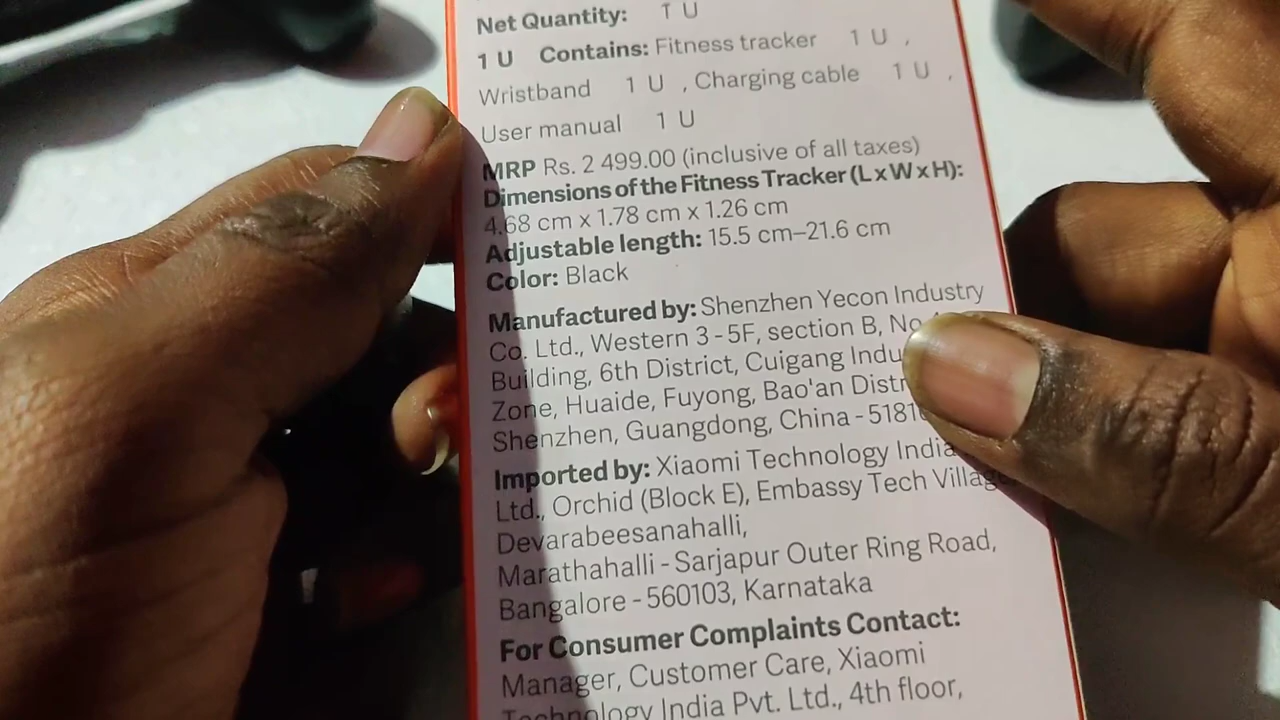 Net Quantity: 1 U
1 U Contains: Fitness tracker 1 U ,
Wristband 1 U , Charging cable 1 U ,
User manual 1 U
MRP Rs. 2 499.00 (inclusive of all taxes)
Dimensions of the Fitness Tracker (L x W x H):
4.68 cm x 1.78 cm x 1.26 cm
Adjustable length: 15.5 cm–21.6 cm
Color: Black
Manufactured by: Shenzhen Yecon Industry
Co. Ltd., Western 3-5F, section B,
Building, 6th District, Cuigang
Zone, Huaide, Fuyong, Bao'an
Shenzhen, Guangdong, China -
Imported by: Xiaomi Technology India
Ltd., Orchid (Block E), Embassy Tech Village,
Devarabeesanahalli,
Marathahalli - Sarjapur Outer Ring Road,
Bangalore - 560103, Karnataka
For Consumer Complaints Contact:
Manager, Customer Care, Xiaomi
Technology India Pvt. Ltd., 4th floor,